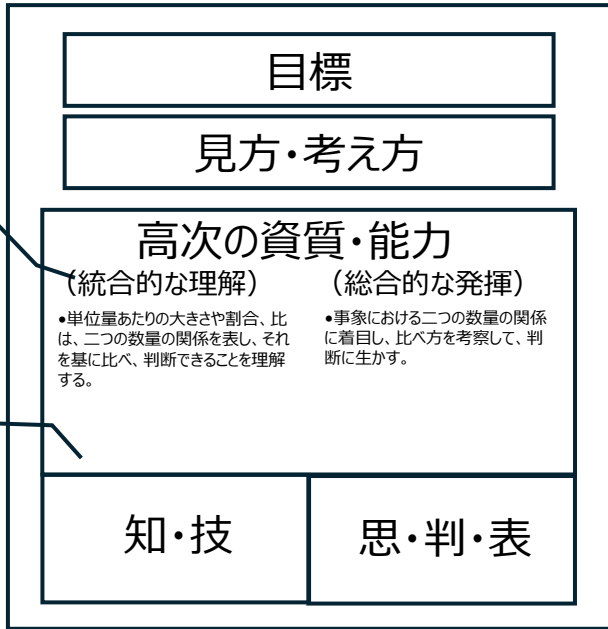 目標
見方・考え方
高次の資質・能力
（統合的な理解）
（総合的な発揮）
•単位量あたりの大きさや割合、比
は、二つの数量の関係を表し、それ
を基に比べ、判断できることを理解
する。
•事象における二つの数量の関係
に着目し、比べ方を考察して、判
断に生かす。
知・技
思・判・表